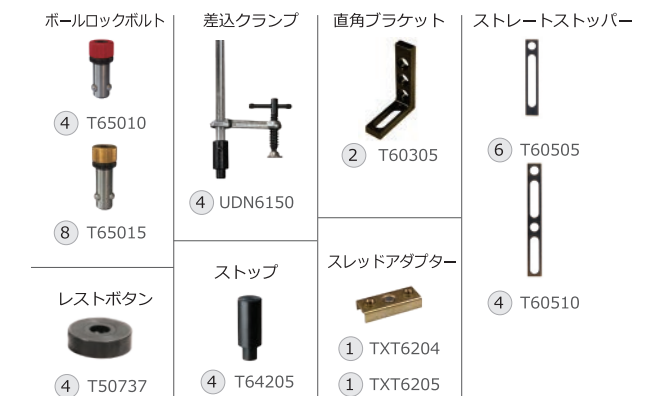 ボールロックボルト
4 T65010
8 T65015
レストボタン
4 T50737
差込クランプ
4 UDN6150
ストップ
4 T64205
直角ブラケット
2 T60305
スレッドアダプター
1 TXT6204
1 TXT6205
ストレートストッパー
6 T60505
4 T60510